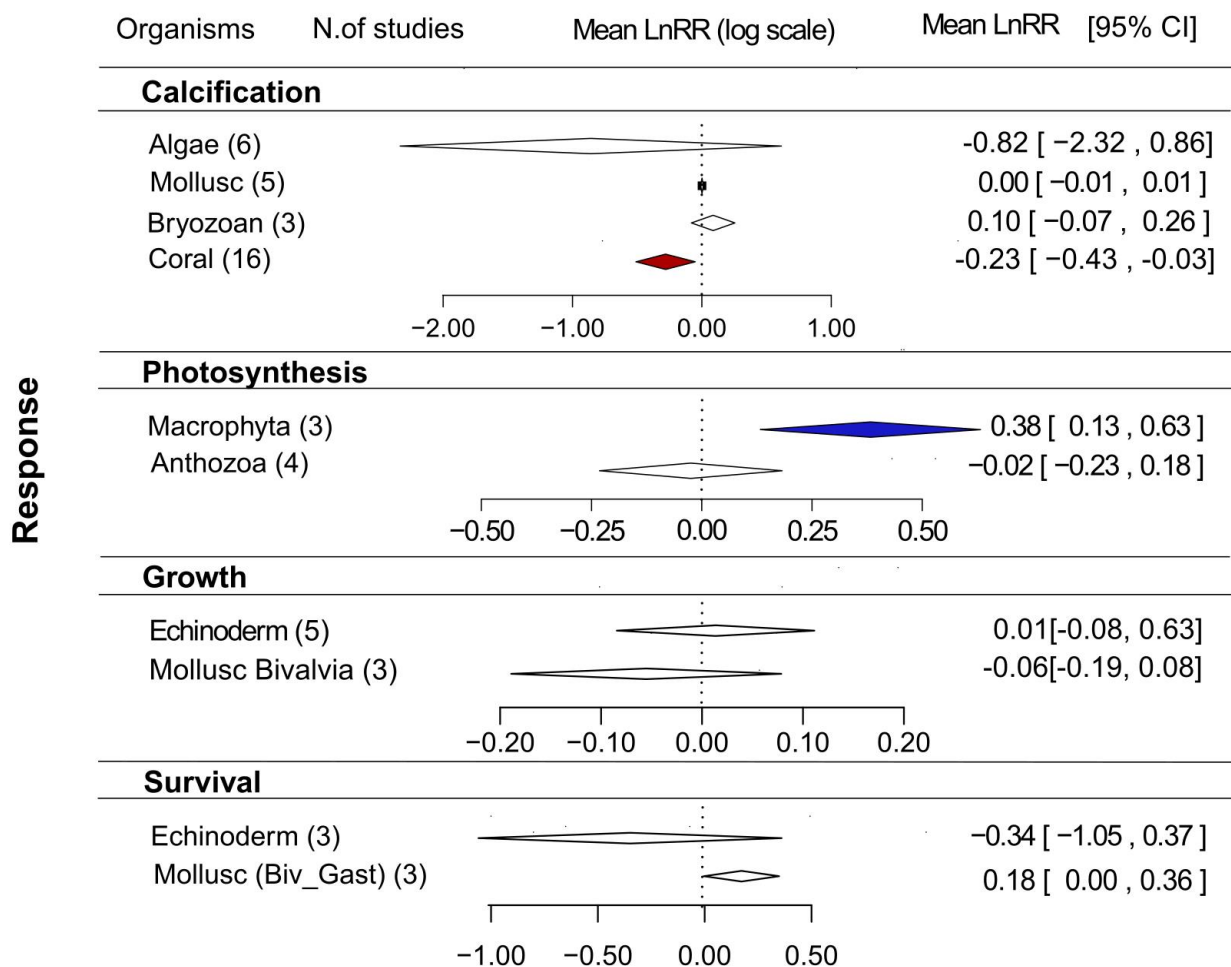 Organisms N.of studies Mean LnRR (log scale) Mean LnRR [95% CI]
Response
Calcification
Algae (6) -0.82 [ −2.32 , 0.86]
Mollusc (5) 0.00 [ −0.01 , 0.01 ]
Bryozoan (3) 0.10 [ −0.07 , 0.26 ]
Coral (16) -0.23 [ −0.43 , -0.03]
−2.00 −1.00 0.00 1.00
Photosynthesis
Macrophyta (3) 0.38 [ 0.13 , 0.63 ]
Anthozoa (4) −0.02 [ −0.23 , 0.18 ]
−0.50 −0.25 0.00 0.25 0.50
Growth
Echinoderm (5) 0.01[-0.08, 0.63]
Mollusc Bivalvia (3) -0.06[-0.19, 0.08]
−0.20 −0.10 0.00 0.10 0.20
Survival
Echinoderm (3) −0.34 [ −1.05 , 0.37 ]
Mollusc (Biv_Gast) (3) 0.18 [ 0.00 , 0.36 ]
−1.00 −0.50 0.00 0.50